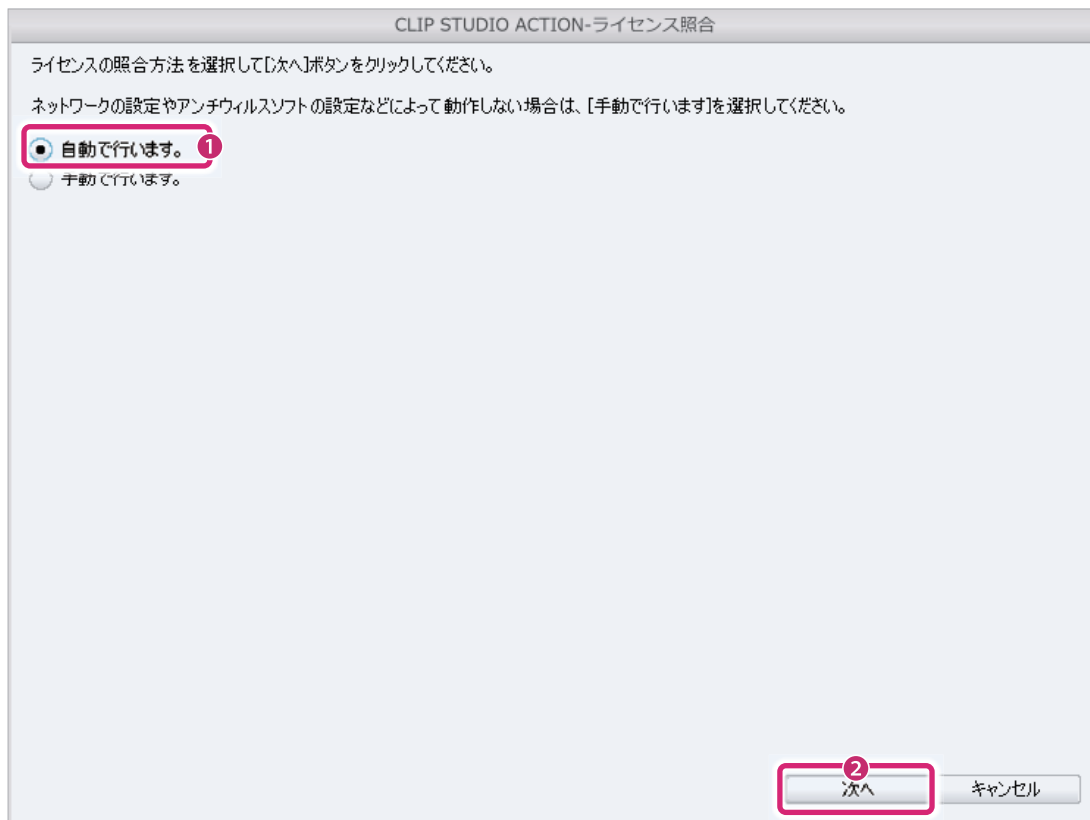 CLIP STUDIO ACTION-ライセンス照合
ライセンスの照合方法を選択して[次へ]ボタンをクリックしてください。
ネットワークの設定やアンチウィルスソフトの設定などによって動作しない場合は、[手動で行います]を選択してください。
自動で行います。 1
手動で行います。
2
次へ キャンセル